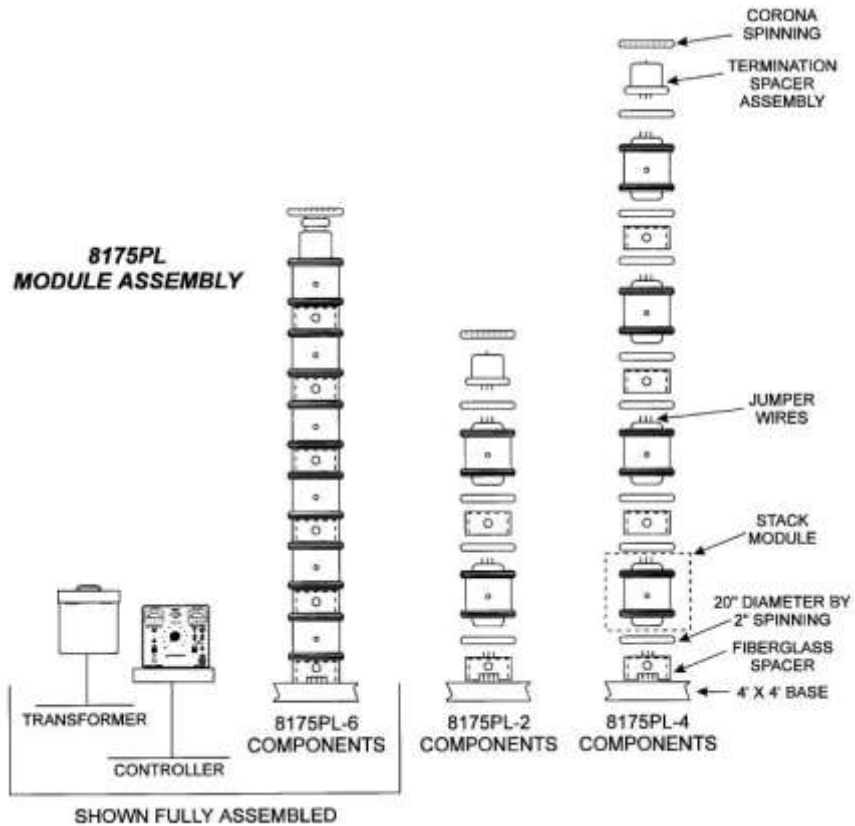 CORONA
SPINNING
TERMINATION
SPACER
ASSEMBLY
8175PL
MODULE ASSEMBLY
JUMPER
WIRES
STACK
MODULE
20" DIAMETER BY
2" SPINNING
FIBERGLASS
SPACER
4' X 4' BASE
TRANSFORMER
CONTROLLER
8175PL-6
COMPONENTS
8175PL-2
COMPONENTS
8175PL-4
COMPONENTS
SHOWN FULLY ASSEMBLED